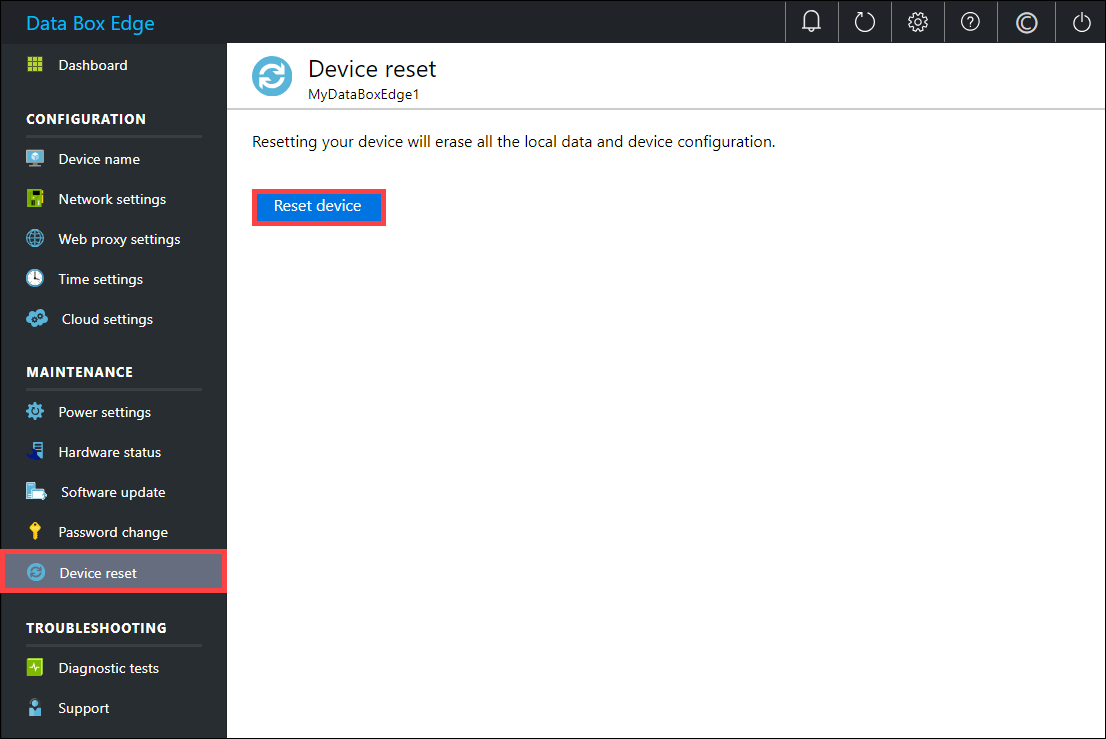 Data Box Edge
Dashboard
CONFIGURATION
Device name
Network settings
Web proxy settings
Time settings
Cloud settings
MAINTENANCE
Power settings
Hardware status
Software update
Password change
Device reset
TROUBLESHOOTING
Diagnostic tests
Support
Device reset
MyDataBoxEdge1
Resetting your device will erase all the local data and device configuration.
Reset device